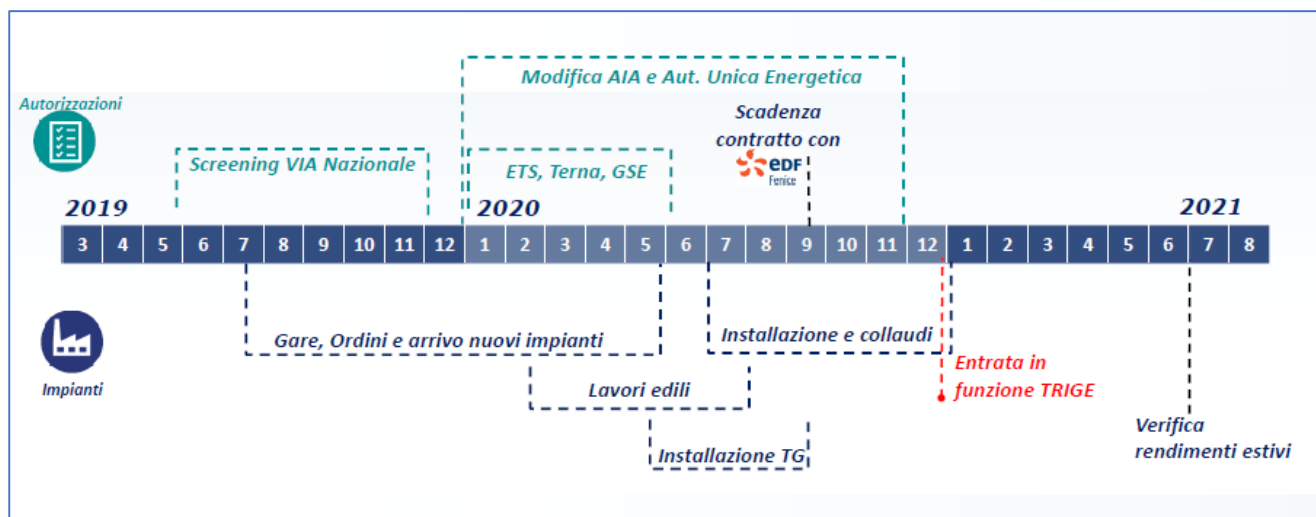 Modifica AIA e Aut. Unica Energetica
Autorizzazioni
Scadenza
contratto con
Screening VIA Nazionale
ETS, Terna, GSE
eDF
Fenice
2019
2020
2021
3 4 5 6 7 8 9 10 11 12 1 2 3 4 5 6 7 8 9 10 11 12 1 2 3 4 5 6 7 8
Gare, Ordini e arrivo nuovi impianti
Installazione e collaudi
Impianti
Lavori edili
Entrata in
funzione TRIGE
Installazione TG
Verifica
rendimenti estivi